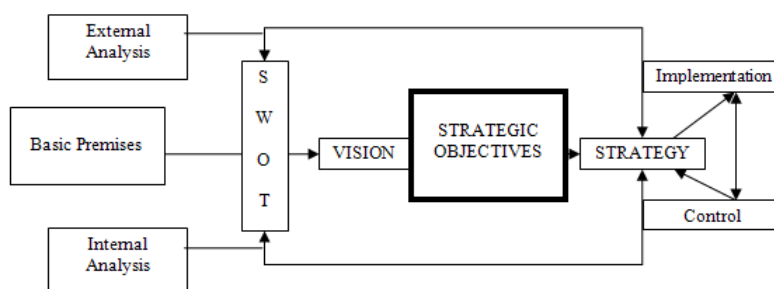 External
Analysis
Basic Premises
Internal
Analysis
S
W
O
T
VISION
STRATEGIC
OBJECTIVES
STRATEGY
Implementation
Control